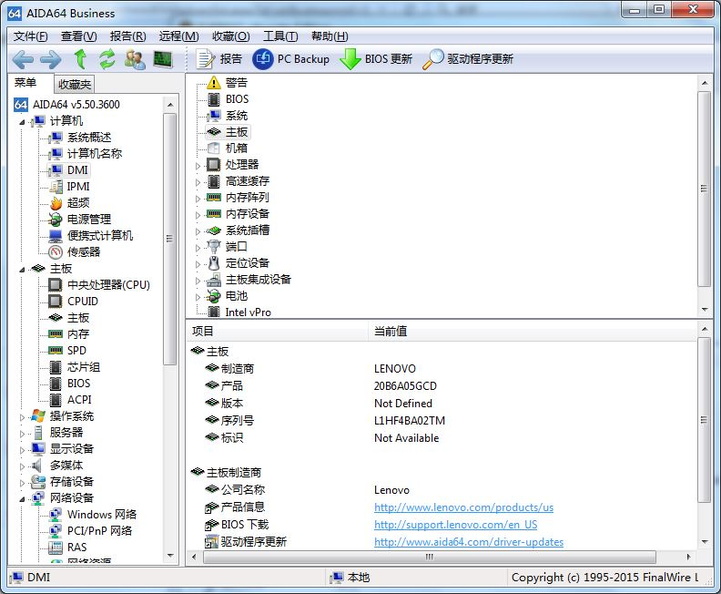 AIDA64 Business
文件(F) 查看(V) 报告(R) 远程(M) 收藏(O) 工具(T) 帮助(H)
报告 PC Backup BIOS 更新 驱动程序更新
菜单 收藏夹
AIDA64 v5.50.3600
计算机
系统概述
计算机名称
DMI
IPMI
超频
电源管理
便携式计算机
传感器
主板
中央处理器(CPU)
CPUID
主板
内存
SPD
芯片组
BIOS
ACPI
操作系统
服务器
显示设备
多媒体
存储设备
网络设备
Windows 网络
PCI/PnP 网络
RAS
网络资源
警告
BIOS
系统
主板
机箱
处理器
高速缓存
内存阵列
内存设备
系统插槽
端口
定位设备
主板集成设备
电池
Intel vPro
项目 当前值
主板
制造商 LENOVO
产品 20B6A05GCD
版本 Not Defined
序列号 L1HF4BA02TM
标识 Not Available
主板制造商
公司名称 Lenovo
产品信息 http://www.lenovo.com/products/us
BIOS 下载 http://support.lenovo.com/en_US
驱动程序更新 http://www.aida64.com/driver-updates
DMI 本地 Copyright (c) 1995-2015 FinalWire L